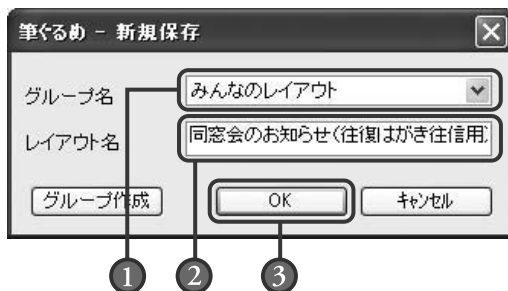 筆ぐるめ - 新規保存
グループ名
みんなのレイアウト
レイアウト名
同窓会のお知らせ(往復はがき往信用)
グループ作成
OK
キャンセル
1
2
3